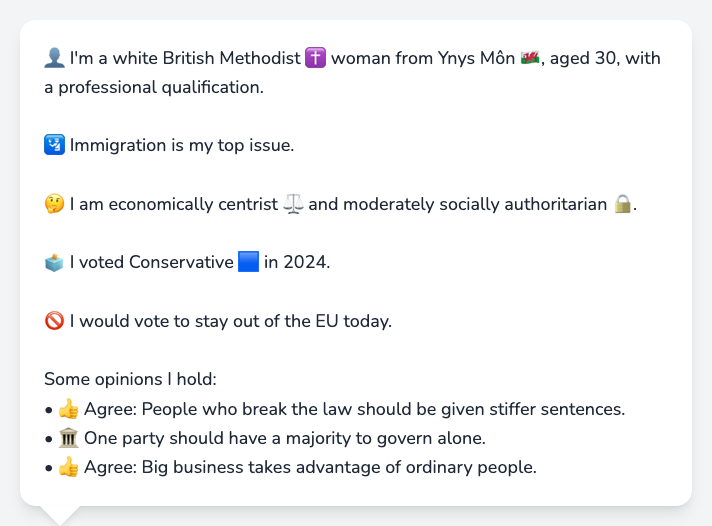 👤 I'm a white British Methodist ✝️ woman from Ynys Môn 🏴󠁧󠁢󠁷󠁬󠁳󠁿, aged 30, with
a professional qualification.
🛂 Immigration is my top issue.
🤔 I am economically centrist ⚖️ and moderately socially authoritarian 🔒.
🗳️ I voted Conservative 🟦 in 2024.
🚫 I would vote to stay out of the EU today.
Some opinions I hold:
• 👍 Agree: People who break the law should be given stiffer sentences.
• 🏛️ One party should have a majority to govern alone.
• 👍 Agree: Big business takes advantage of ordinary people.